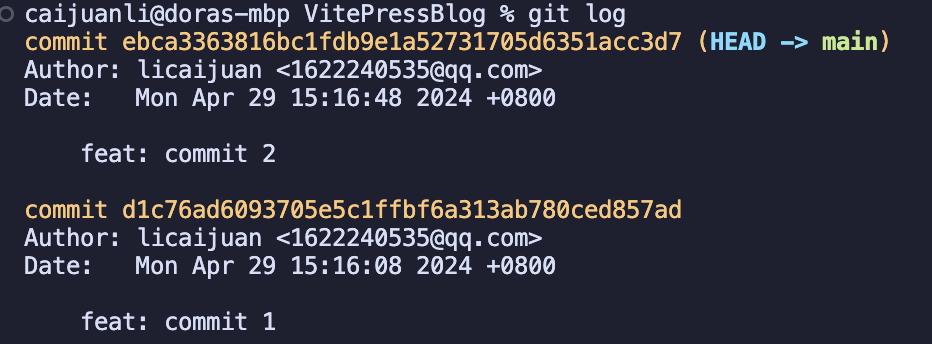 caijuanli@doras-mbp VitePressBlog % git log
commit ebca3363816bc1fdb9e1a52731705d6351acc3d7 (HEAD -> main)
Author: licaijuan <1622240535@qq.com>
Date:   Mon Apr 29 15:16:48 2024 +0800
    feat: commit 2
commit d1c76ad6093705e5c1ffbf6a313ab780ced857ad
Author: licaijuan <1622240535@qq.com>
Date:   Mon Apr 29 15:16:08 2024 +0800
    feat: commit 1